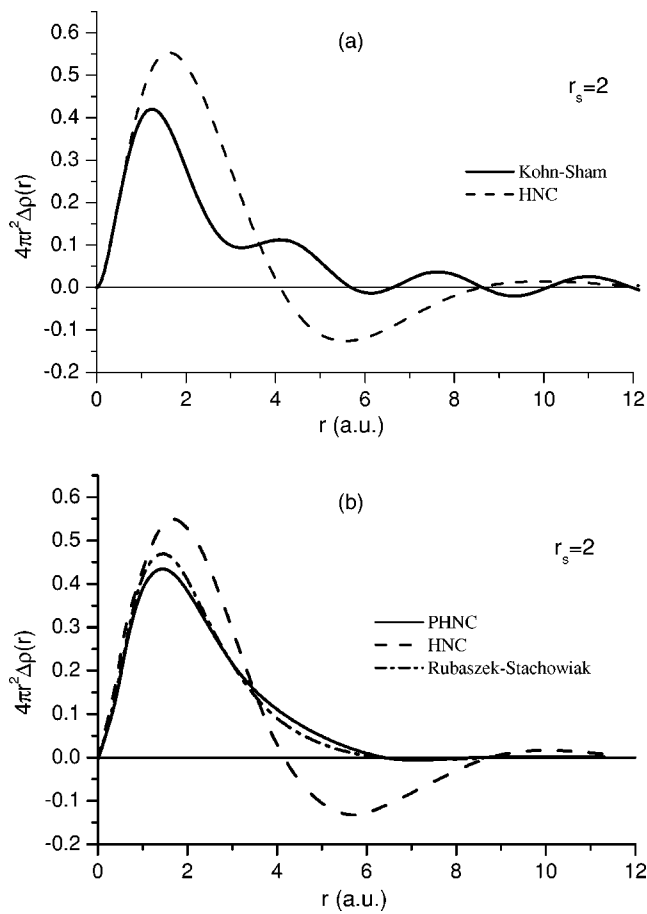 (a)
r_s=2
Kohn-Sham
HNC
4πr²Δρ(r)
0.6
0.5
0.4
0.3
0.2
0.1
0.0
-0.1
-0.2
0 2 4 6 8 10 12
r (a.u.)
(b)
r_s=2
PHNC
HNC
Rubaszek-Stachowiak
4πr²Δρ(r)
0.6
0.5
0.4
0.3
0.2
0.1
0.0
-0.1
-0.2
0 2 4 6 8 10 12
r (a.u.)